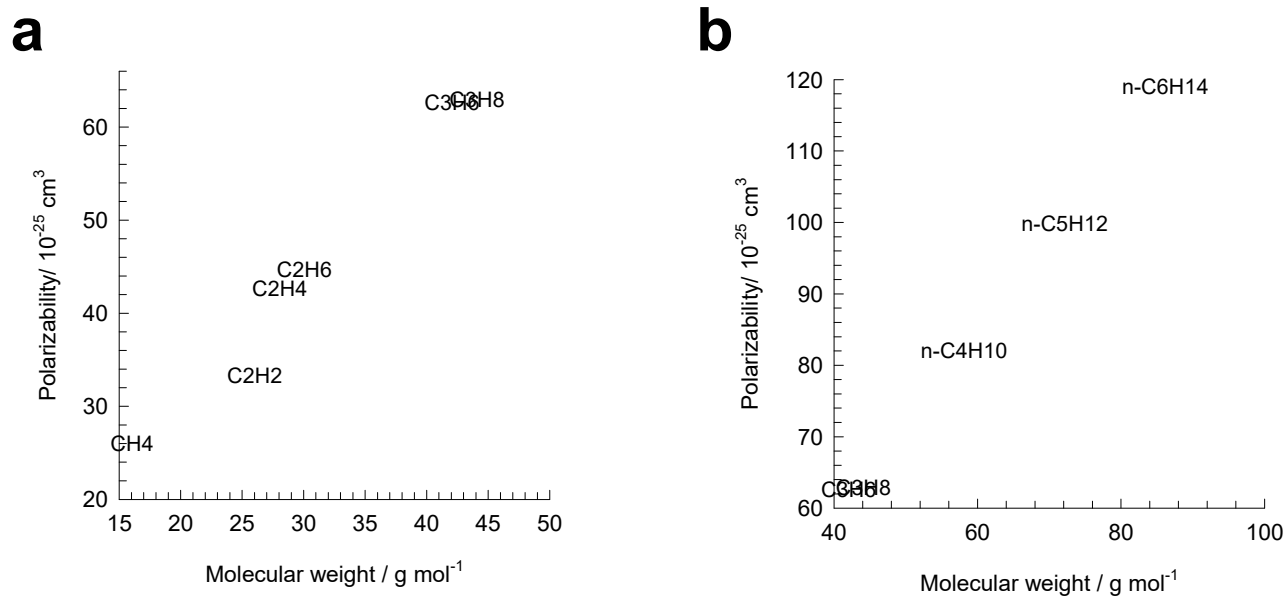 a
60
50
40
30
20
15 20 25 30 35 40 45 50
Polarizability/ 10⁻²⁵ cm³
Molecular weight / g mol⁻¹
C3H6
C3H8
C2H6
C2H4
C2H2
CH4
b
120
110
100
90
80
70
60
40 60 80 100
Polarizability/ 10⁻²⁵ cm³
Molecular weight / g mol⁻¹
n-C6H14
n-C5H12
n-C4H10
C3H6
C3H8